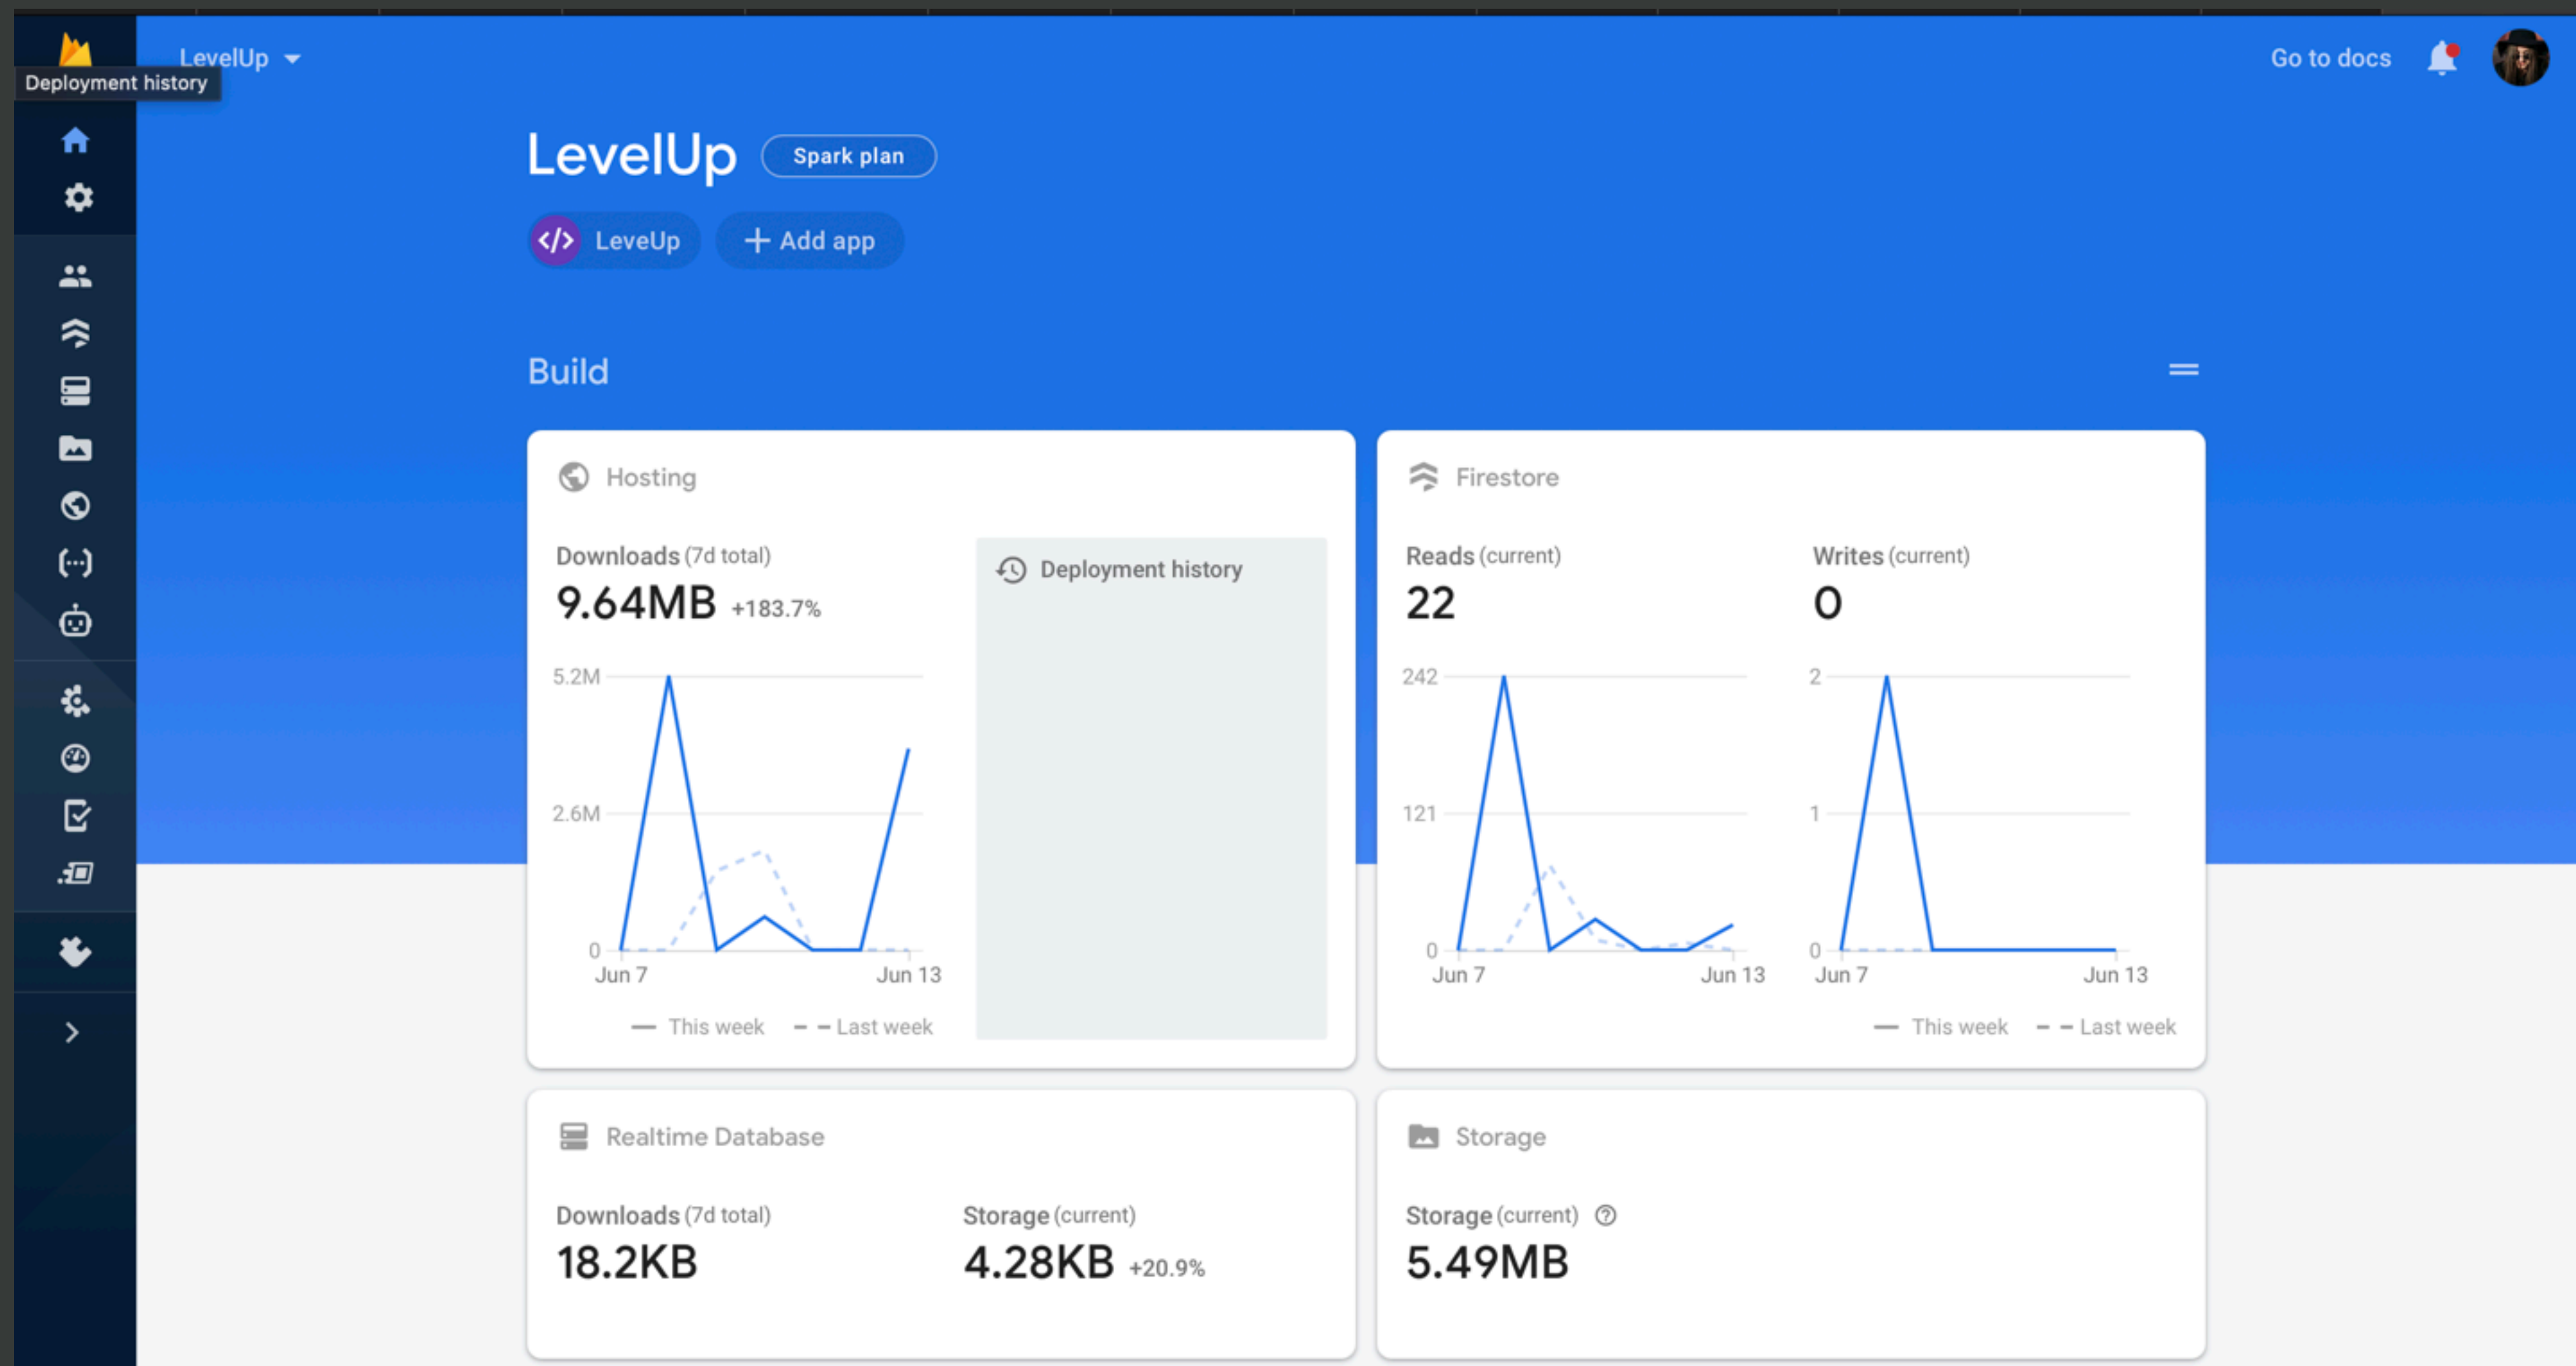 LevelUp
Go to docs
Deployment history
LevelUp
Spark plan
LeveUp
Add app
Build
Hosting
Downloads (7d total)
9.64MB +183.7%
5.2M
2.6M
0
Jun 7
Jun 13
This week
Last week
Deployment history
Firestore
Reads (current)
22
242
121
0
Jun 7
Jun 13
Writes (current)
0
2
1
0
Jun 7
Jun 13
This week
Last week
Realtime Database
Downloads (7d total)
18.2KB
Storage (current)
4.28KB +20.9%
Storage
Storage (current)
5.49MB